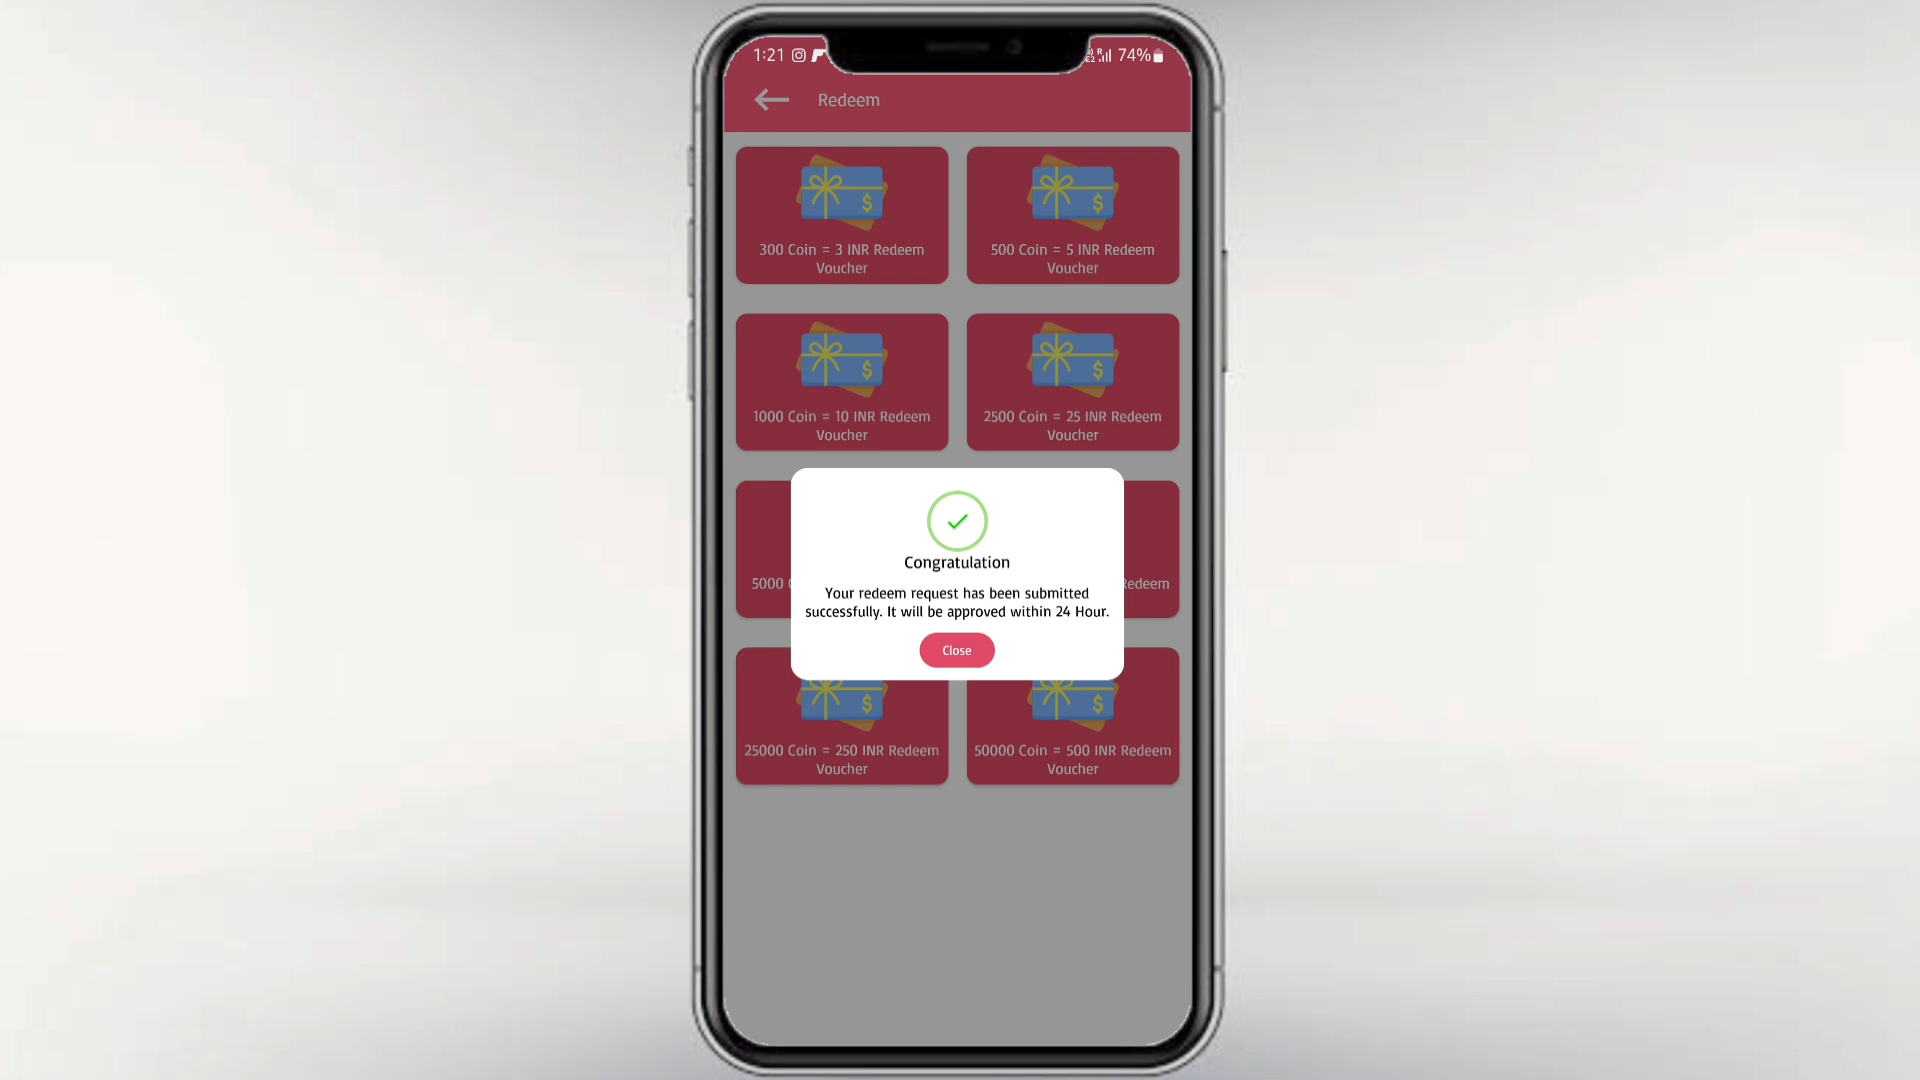 1:21
74%
Redeem
300 Coin = 3 INR Redeem
Voucher
500 Coin = 5 INR Redeem
Voucher
1000 Coin = 10 INR Redeem
Voucher
2500 Coin = 25 INR Redeem
Voucher
5000
Redeem
Congratulation
Your redeem request has been submitted
successfully. It will be approved within 24 Hour.
Close
25000 Coin = 250 INR Redeem
Voucher
50000 Coin = 500 INR Redeem
Voucher